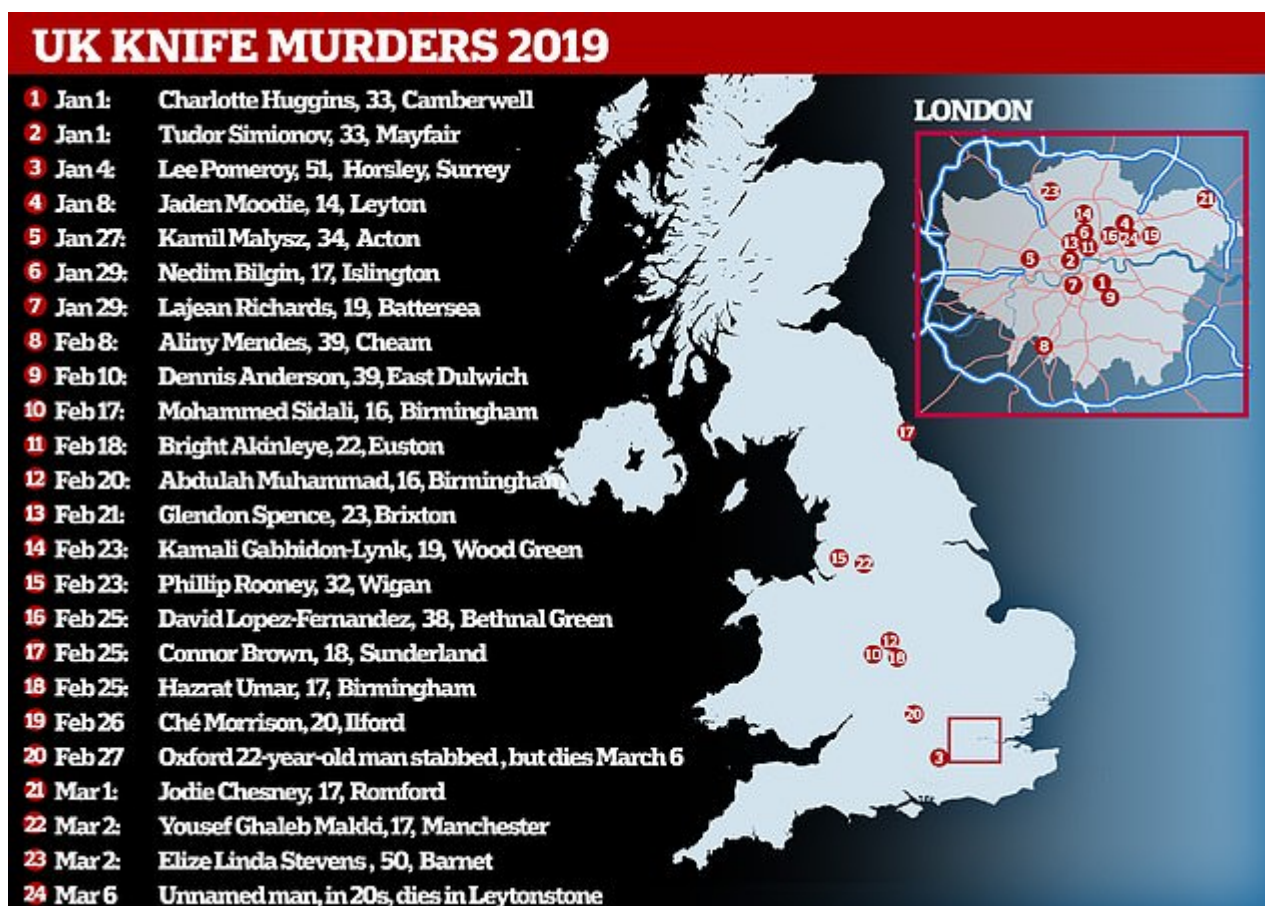 UK KNIFE MURDERS 2019
1 Jan 1: Charlotte Huggins, 33, Camberwell
2 Jan 1: Tudor Simionov, 33, Mayfair
3 Jan 4: Lee Pomeroy, 51, Horsley, Surrey
4 Jan 8: Jaden Moodie, 14, Leyton
5 Jan 27: Kamil Malysz, 34, Acton
6 Jan 29: Nedim Bilgin, 17, Islington
7 Jan 29: Lajean Richards, 19, Battersea
8 Feb 8: Aliny Mendes, 39, Cheam
9 Feb 10: Dennis Anderson, 39, East Dulwich
10 Feb 17: Mohammed Sidali, 16, Birmingham
11 Feb 18: Bright Akinleye, 22, Euston
12 Feb 20: Abdulah Muhammad, 16, Birmingham
13 Feb 21: Glendon Spence, 23, Brixton
14 Feb 23: Kamali Gabbidon-Lynk, 19, Wood Green
15 Feb 23: Phillip Rooney, 32, Wigan
16 Feb 25: David Lopez-Fernandez, 38, Bethnal Green
17 Feb 25: Connor Brown, 18, Sunderland
18 Feb 25: Hazrat Umar, 17, Birmingham
19 Feb 26 Ché Morrison, 20, Ilford
20 Feb 27 Oxford 22-year-old man stabbed, but dies March 6
21 Mar 1: Jodie Chesney, 17, Romford
22 Mar 2: Yousef Ghaleb Makki, 17, Manchester
23 Mar 2: Elize Linda Stevens, 50, Barnet
24 Mar 6 Unnamed man, in 20s, dies in Leytonstone
LONDON
23
21
14
4
6
16 24 19
13 11
5 2
7 1
9
8
17
15 22
12
10 18
20
3